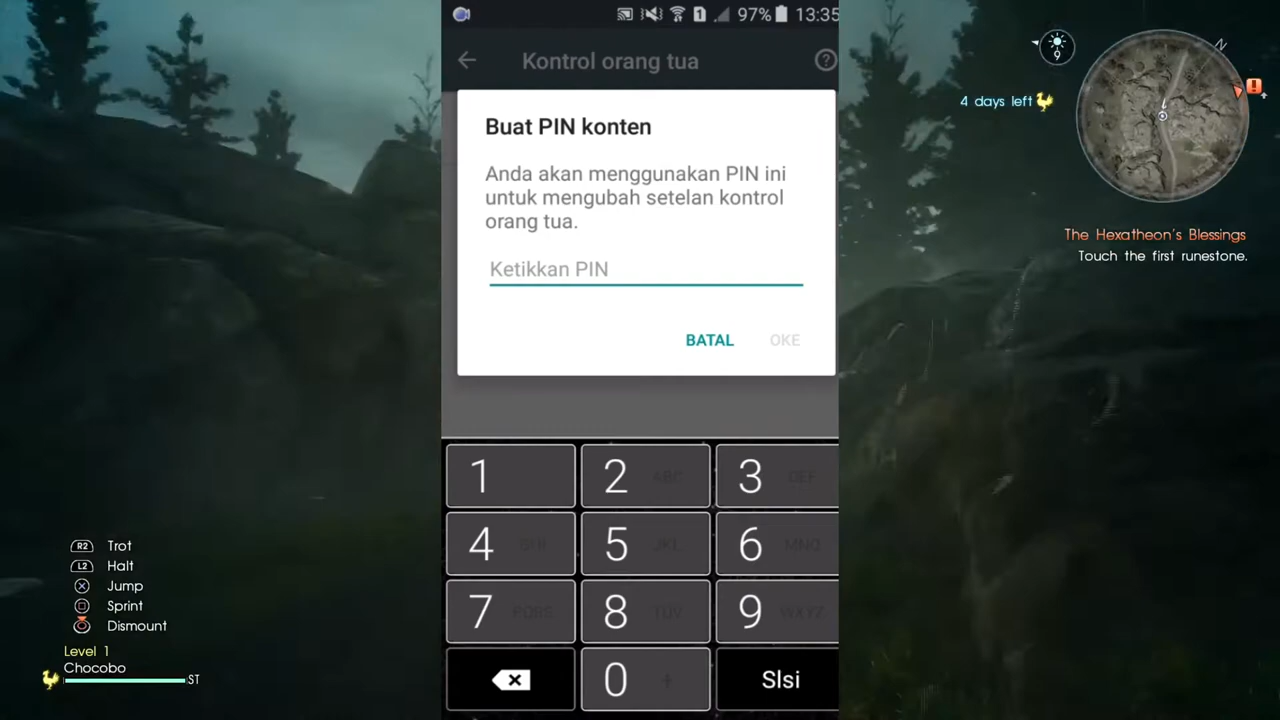 1
97%
13:35
Kontrol orang tua
Buat PIN konten
Anda akan menggunakan PIN ini
untuk mengubah setelan kontrol
orang tua.
Ketikkan PIN
BATAL
OKE
1
2 ABC
3 DEF
4 GHI
5 JKL
6 MNO
7 PQRS
8 TUV
9 WXYZ
0 +
Slsi
N
9
4 days left
The Hexatheon's Blessings
Touch the first runestone.
R2 Trot
L2 Halt
Jump
Sprint
Dismount
Level 1
Chocobo
ST